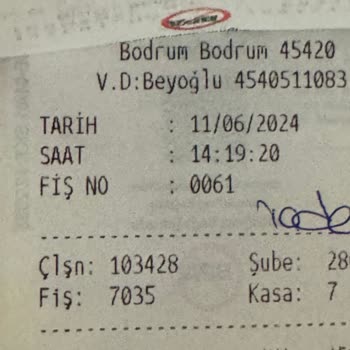 Bodrum Bodrum 45420
V.D:Beyoğlu 4540511083
TARİH : 11/06/2024
SAAT : 14:19:20
FİŞ NO : 0061
iade
Çlşn: 103428 Şube: 28
Fiş: 7035 Kasa: 7